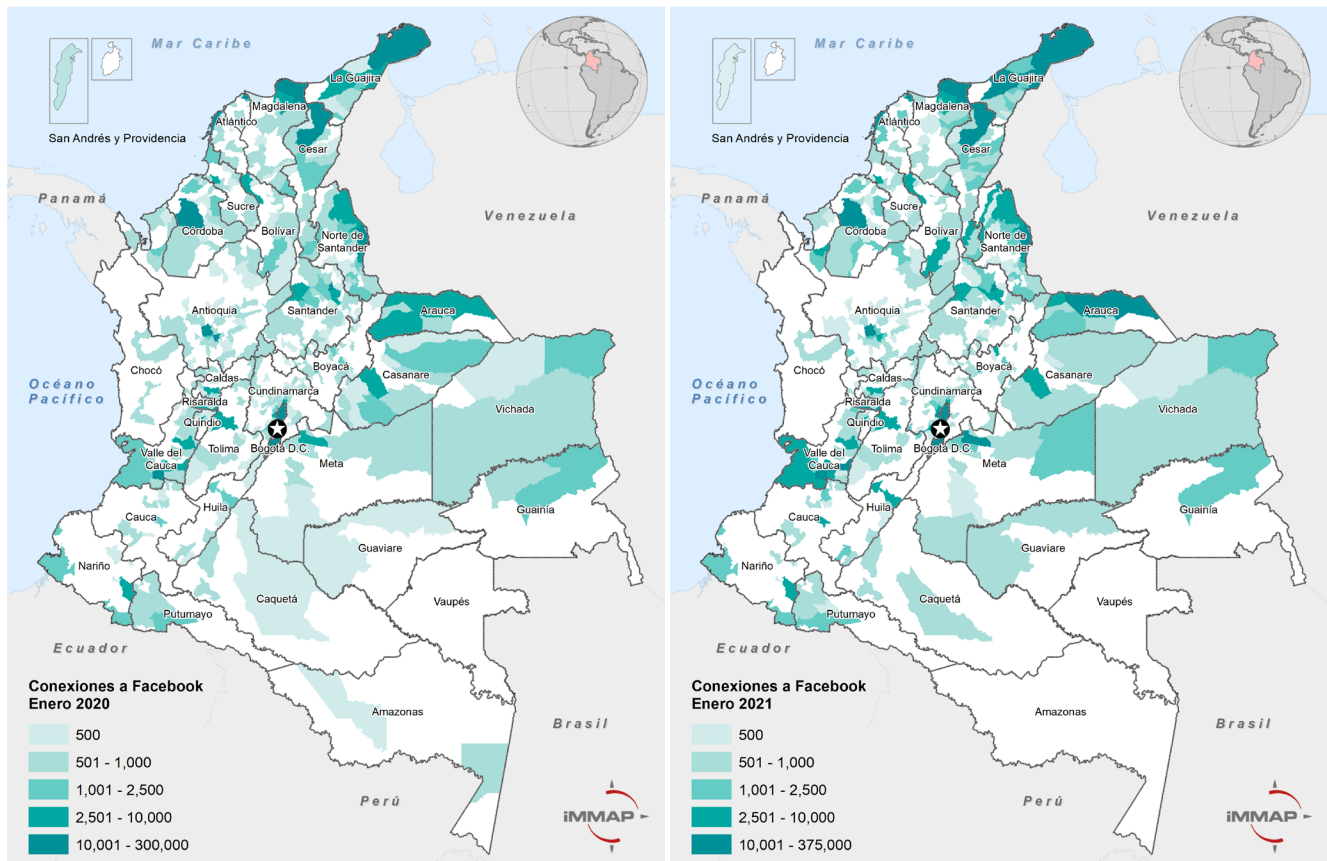 Mar Caribe
La Guajira
Magdalena
Atlántico
San Andrés y Providencia
Cesar
Panamá
Sucre
Venezuela
Córdoba
Bolívar
Norte de
Santander
Antioquia
Santander
Arauca
Chocó
Boyacá
Océano
Pacífico
Caldas
Casanare
Cundinamarca
Risaralda
Vichada
Quindio
Tolima
Bogotá D.C.
Valle del
Cauca
Meta
Huila
Guainía
Cauca
Guaviare
Nariño
Caquetá
Vaupés
Putumayo
Ecuador
Conexiones a Facebook
Enero 2020
Amazonas
Brasil
500
501 - 1,000
1,001 - 2,500
2,501 - 10,000
10,001 - 300,000
Perú
iMMAP
Mar Caribe
La Guajira
Magdalena
Atlántico
San Andrés y Providencia
Cesar
Panamá
Sucre
Venezuela
Córdoba
Bolívar
Norte de
Santander
Antioquia
Santander
Arauca
Chocó
Boyacá
Océano
Pacífico
Caldas
Casanare
Cundinamarca
Risaralda
Vichada
Quindio
Tolima
Bogotá D.C.
Valle del
Cauca
Meta
Huila
Guainía
Cauca
Guaviare
Nariño
Caquetá
Vaupés
Putumayo
Ecuador
Conexiones a Facebook
Enero 2021
Amazonas
Brasil
500
501 - 1,000
1,001 - 2,500
2,501 - 10,000
10,001 - 375,000
Perú
iMMAP